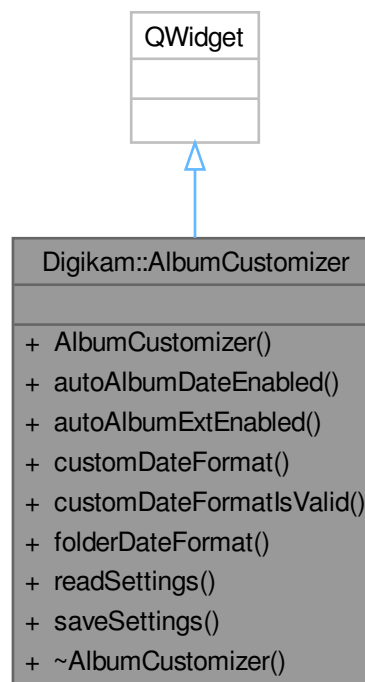 QWidget
Digikam::AlbumCustomizer
+ AlbumCustomizer()
+ autoAlbumDateEnabled()
+ autoAlbumExtEnabled()
+ customDateFormat()
+ customDateFormatIsValid()
+ folderDateFormat()
+ readSettings()
+ saveSettings()
+ ~AlbumCustomizer()